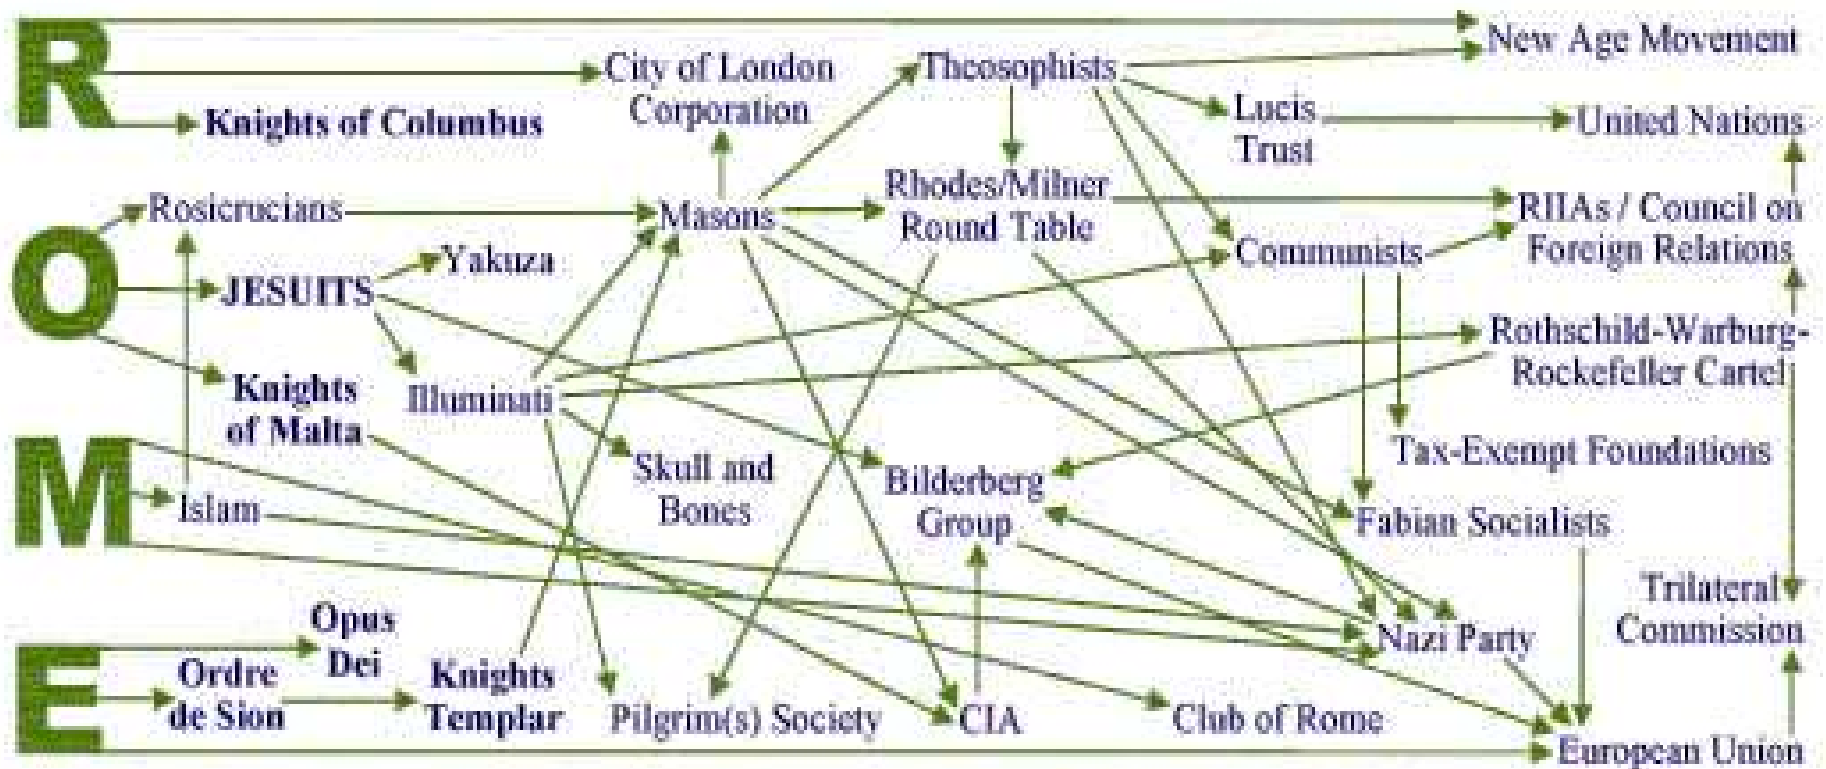 R
O
M
E
New Age Movement
City of London
Corporation
Theosophists
Lucis
Trust
United Nations
Knights of Columbus
Rosicrucians
Masons
Rhodes/Milner
Round Table
RIIAs / Council on
Foreign Relations
Yakuza
Communists
JESUITS
Rothschild-Warburg-
Rockefeller Cartel
Knights
of Malta
Illuminati
Tax-Exempt Foundations
Skull and
Bones
Bilderberg
Group
Islam
Fabian Socialists
Trilateral
Commission
Opus
Dei
Nazi Party
Ordre
de Sion
Knights
Templar
Pilgrim(s) Society
CIA
Club of Rome
European Union